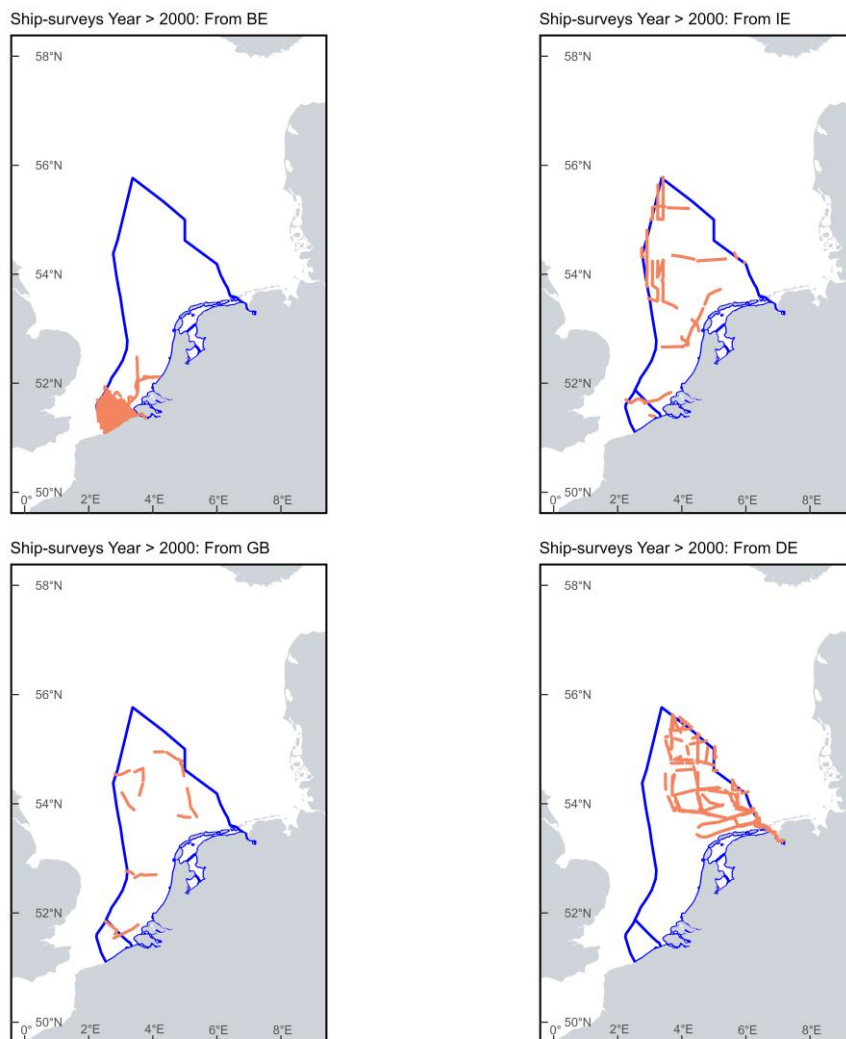 Ship-surveys Year > 2000: From BE
58°N
56°N
54°N
52°N
50°N
0°
2°E
4°E
6°E
8°E
Ship-surveys Year > 2000: From IE
58°N
56°N
54°N
52°N
50°N
0°
2°E
4°E
6°E
8°E
Ship-surveys Year > 2000: From GB
58°N
56°N
54°N
52°N
50°N
0°
2°E
4°E
6°E
8°E
Ship-surveys Year > 2000: From DE
58°N
56°N
54°N
52°N
50°N
0°
2°E
4°E
6°E
8°E